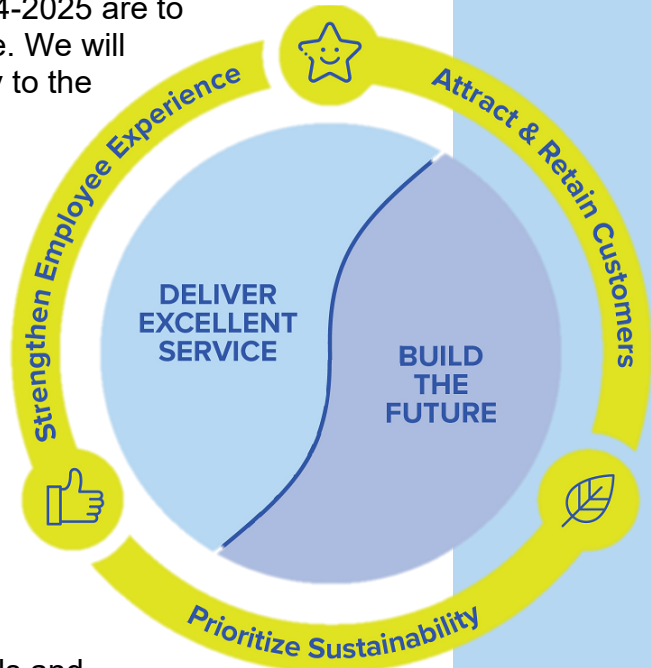 4-2025 are to
e. We will
to the
Strengthen Employee Experience
Attract & Retain Customers
DELIVER
EXCELLENT
SERVICE
BUILD
THE
FUTURE
Prioritize Sustainability
and